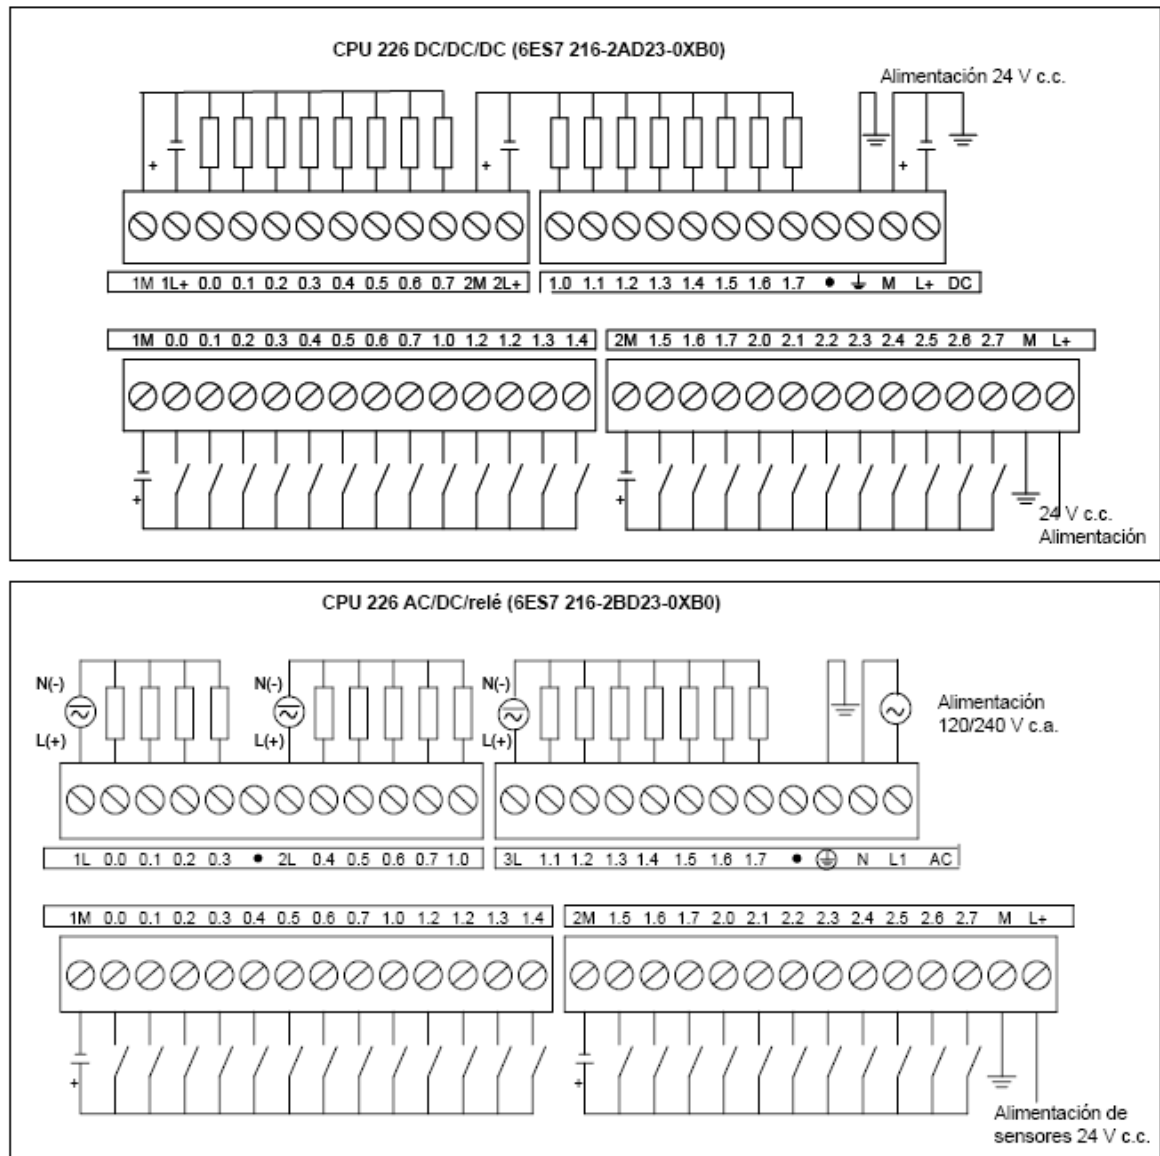 CPU 226 DC/DC/DC (6ES7 216-2AD23-0XB0)
Alimentación 24 V c.c.
+ + +
1M 1L+ 0.0 0.1 0.2 0.3 0.4 0.5 0.6 0.7 2M 2L+ 1.0 1.1 1.2 1.3 1.4 1.5 1.6 1.7 • ⏚ M L+ DC
1M 0.0 0.1 0.2 0.3 0.4 0.5 0.6 0.7 1.0 1.2 1.2 1.3 1.4 2M 1.5 1.6 1.7 2.0 2.1 2.2 2.3 2.4 2.5 2.6 2.7 M L+
+ +
24 V c.c.
Alimentación
CPU 226 AC/DC/relé (6ES7 216-2BD23-0XB0)
N(-) N(-) N(-)
Alimentación
120/240 V c.a.
L(+) L(+) L(+)
1L 0.0 0.1 0.2 0.3 • 2L 0.4 0.5 0.6 0.7 1.0 3L 1.1 1.2 1.3 1.4 1.5 1.6 1.7 • ⏚ N L1 AC
1M 0.0 0.1 0.2 0.3 0.4 0.5 0.6 0.7 1.0 1.2 1.2 1.3 1.4 2M 1.5 1.6 1.7 2.0 2.1 2.2 2.3 2.4 2.5 2.6 2.7 M L+
+ +
Alimentación de
sensores 24 V c.c.